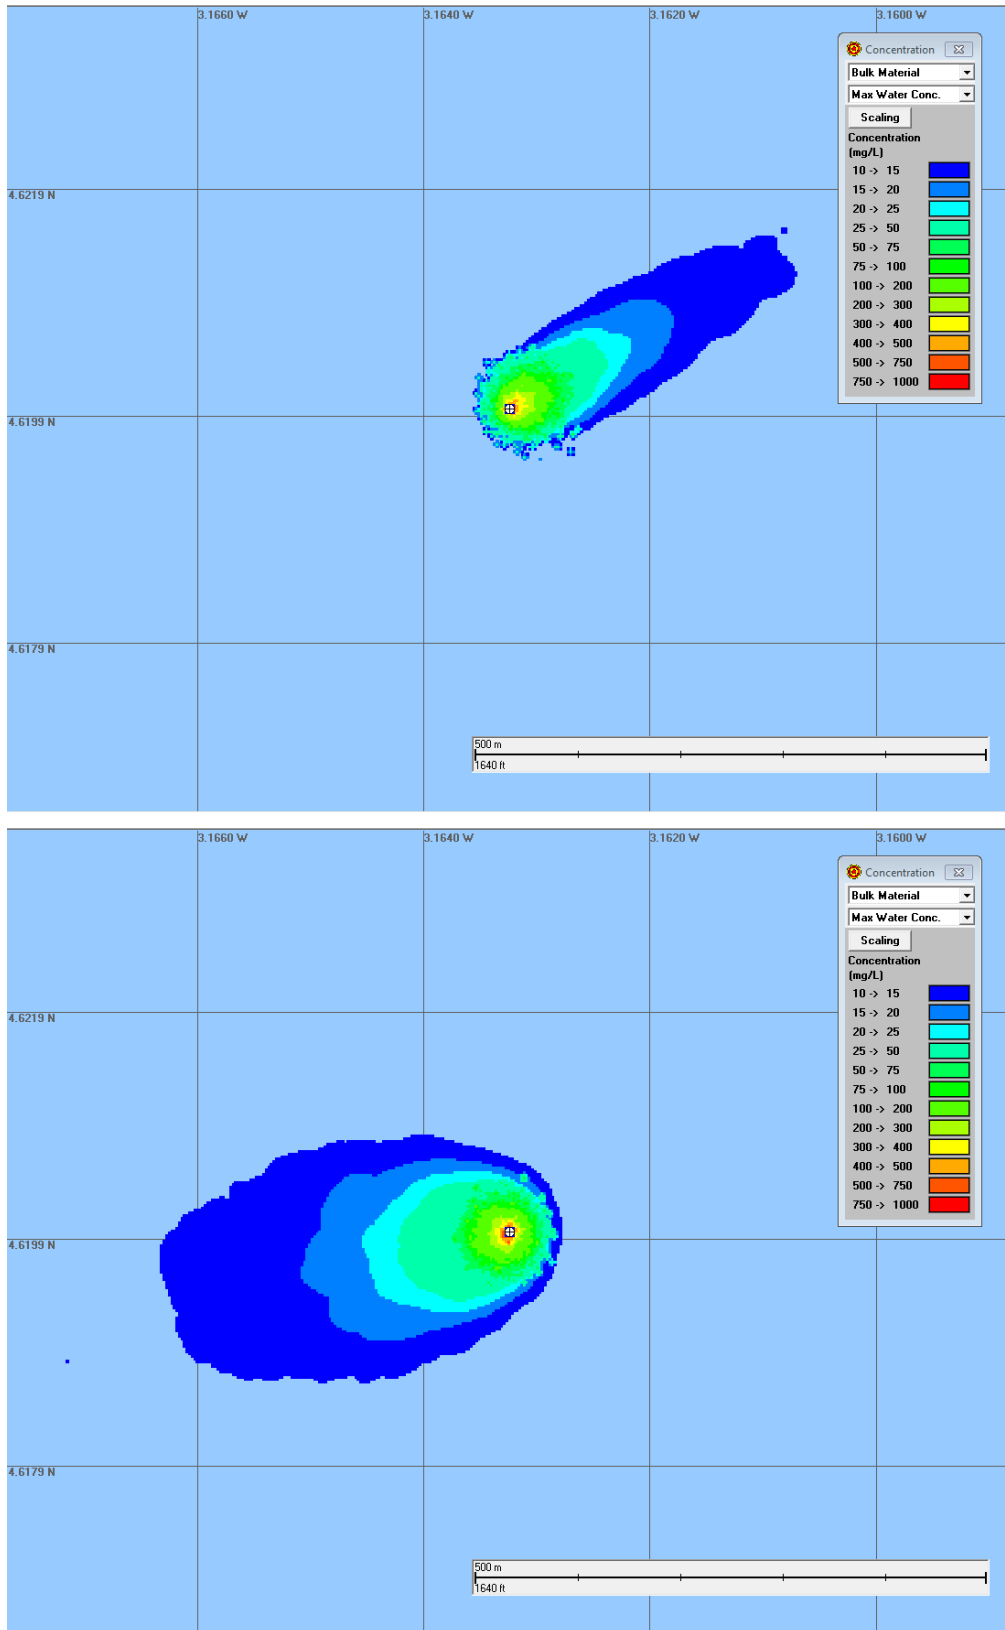 3.1660 W 3.1640 W 3.1620 W 3.1600 W
Concentration
Bulk Material
Max Water Conc.
Scaling
Concentration
(mg/L)
10 -> 15
15 -> 20
20 -> 25
25 -> 50
50 -> 75
75 -> 100
100 -> 200
200 -> 300
300 -> 400
400 -> 500
500 -> 750
750 -> 1000
4.6219 N
4.6199 N
4.6179 N
500 m
1640 ft
3.1660 W 3.1640 W 3.1620 W 3.1600 W
Concentration
Bulk Material
Max Water Conc.
Scaling
Concentration
(mg/L)
10 -> 15
15 -> 20
20 -> 25
25 -> 50
50 -> 75
75 -> 100
100 -> 200
200 -> 300
300 -> 400
400 -> 500
500 -> 750
750 -> 1000
4.6219 N
4.6199 N
4.6179 N
500 m
1640 ft